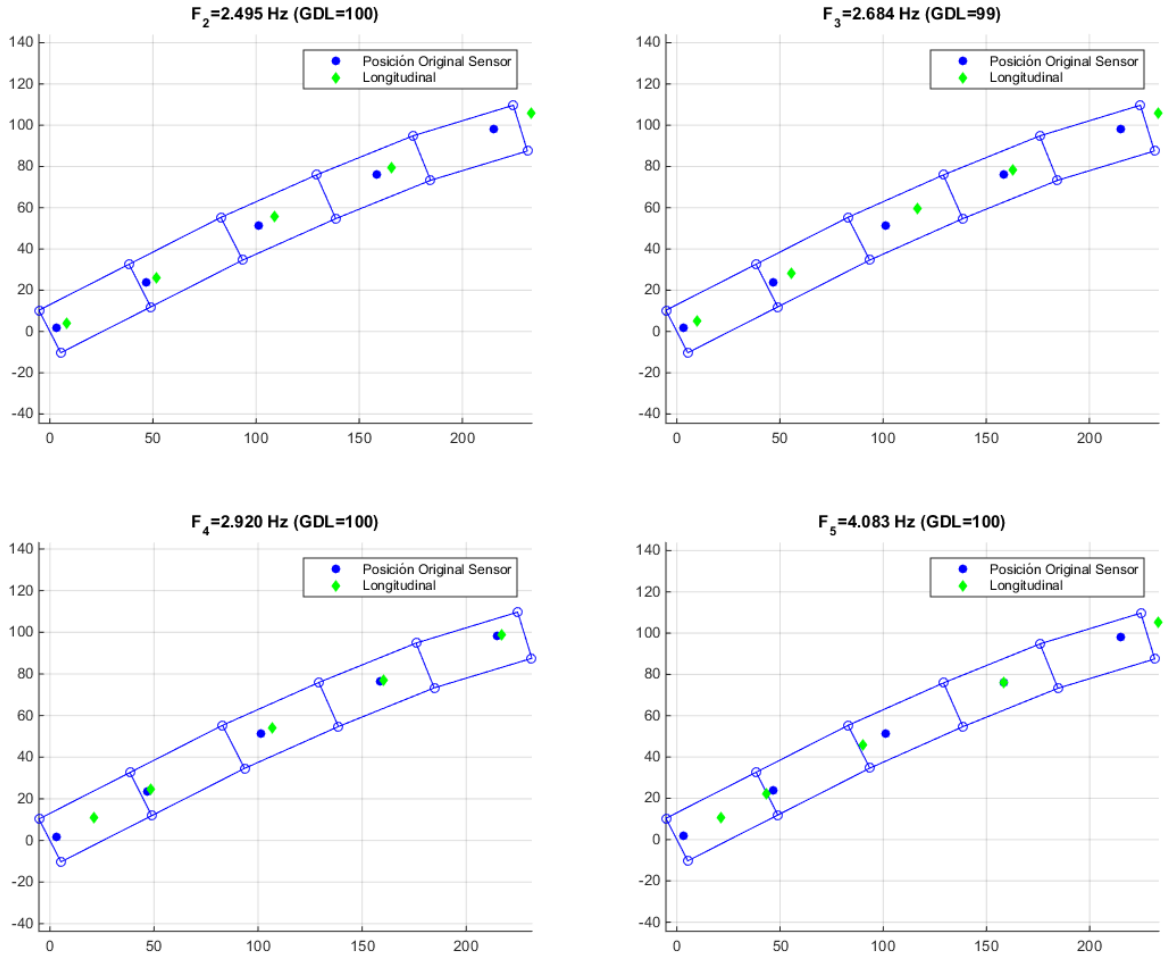 F2=2.495 Hz (GDL=100)
140
120
100
80
60
40
20
0
-20
-40
0 50 100 150 200
Posición Original Sensor
Longitudinal
F3=2.684 Hz (GDL=99)
140
120
100
80
60
40
20
0
-20
-40
0 50 100 150 200
Posición Original Sensor
Longitudinal
F4=2.920 Hz (GDL=100)
140
120
100
80
60
40
20
0
-20
-40
0 50 100 150 200
Posición Original Sensor
Longitudinal
F5=4.083 Hz (GDL=100)
140
120
100
80
60
40
20
0
-20
-40
0 50 100 150 200
Posición Original Sensor
Longitudinal